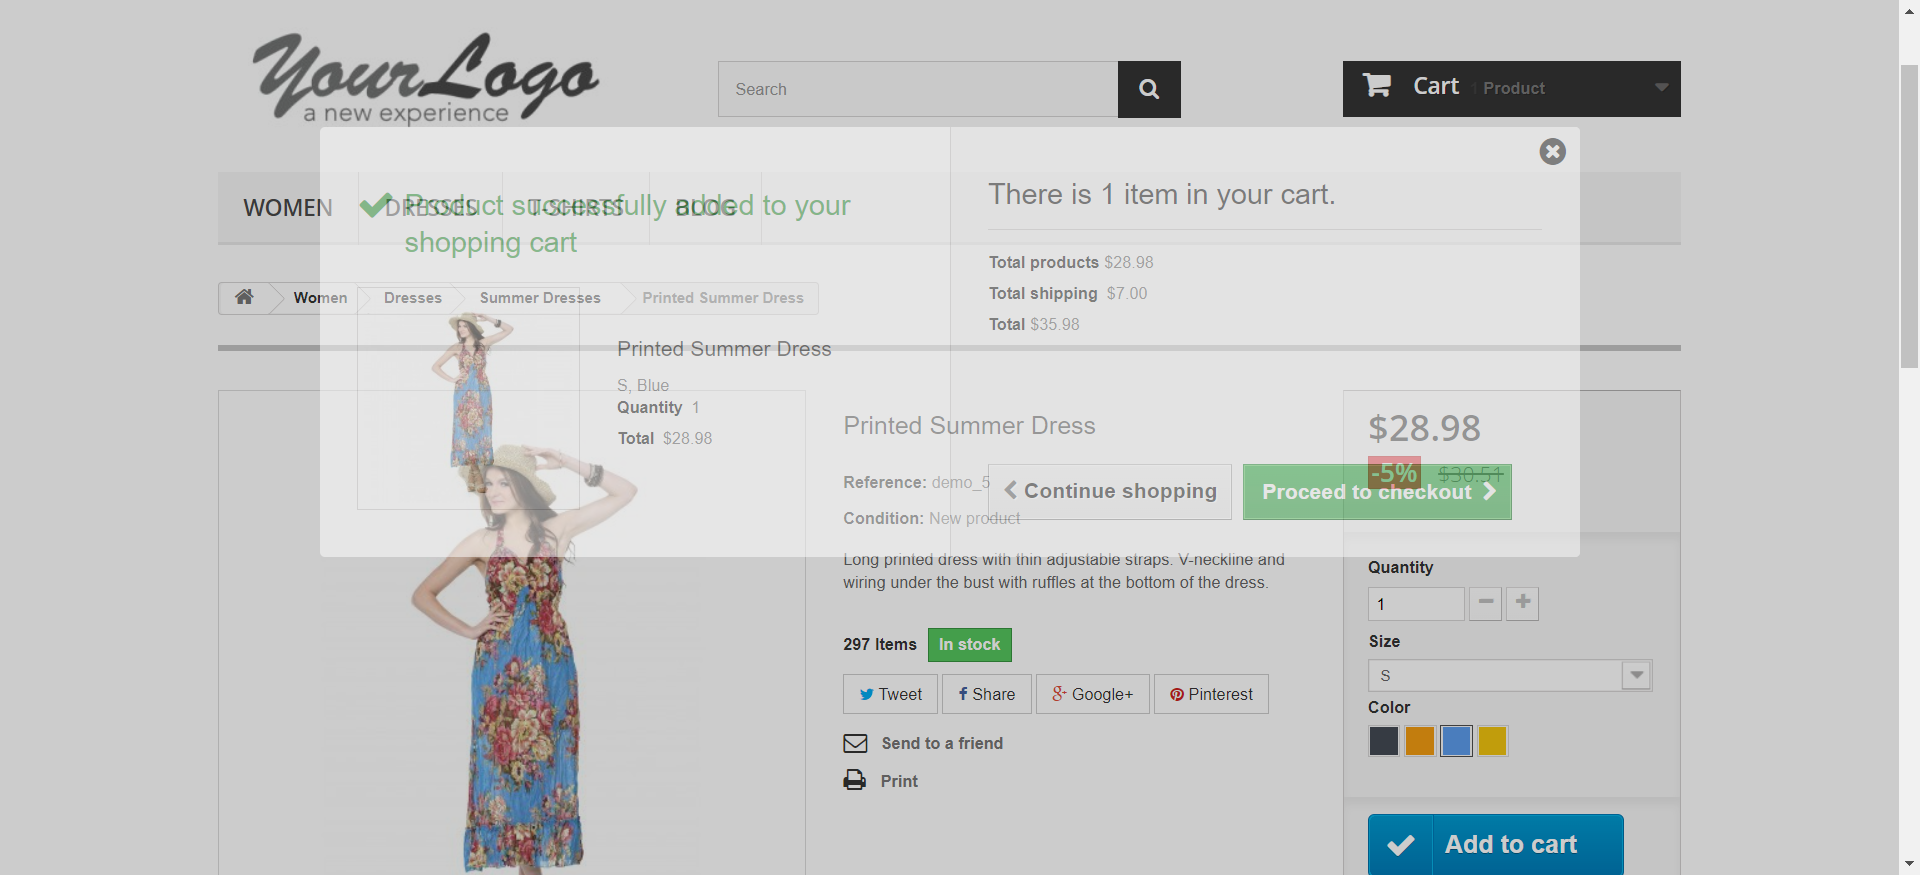 YourLogo
a new experience
Search
Cart 1 Product
WOMEN
DRESSES
T-SHIRTS
BLOG
Product successfully added to your
shopping cart
There is 1 item in your cart.
Total products $28.98
Total shipping $7.00
Total $35.98
Women
Dresses
Summer Dresses
Printed Summer Dress
Printed Summer Dress
S, Blue
Quantity 1
Total $28.98
Continue shopping
Proceed to checkout
Printed Summer Dress
Reference: demo_5
Condition: New product
Long printed dress with thin adjustable straps. V-neckline and
wiring under the bust with ruffles at the bottom of the dress.
297 Items In stock
Tweet
Share
Google+
Pinterest
Send to a friend
Print
$28.98
-5% $30.51
Quantity
1
Size
S
Color
Add to cart